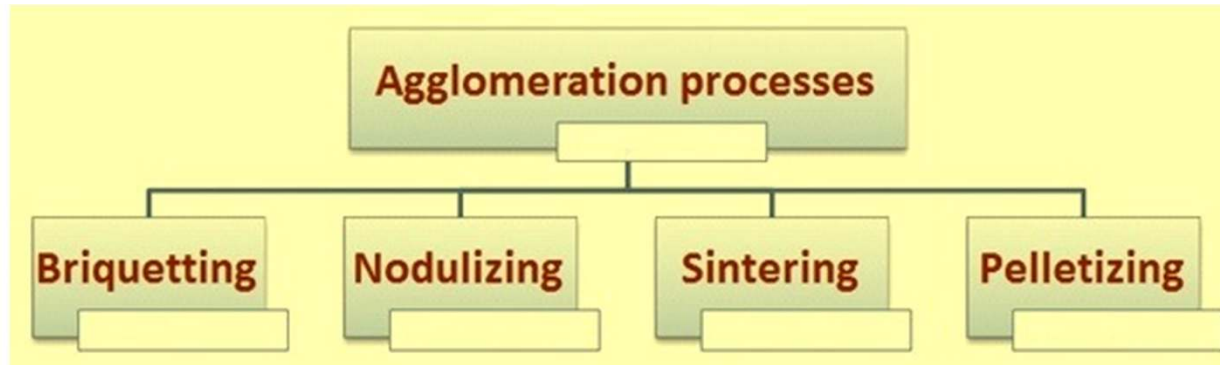 Agglomeration processes
Briquetting
Nodulizing
Sintering
Pelletizing